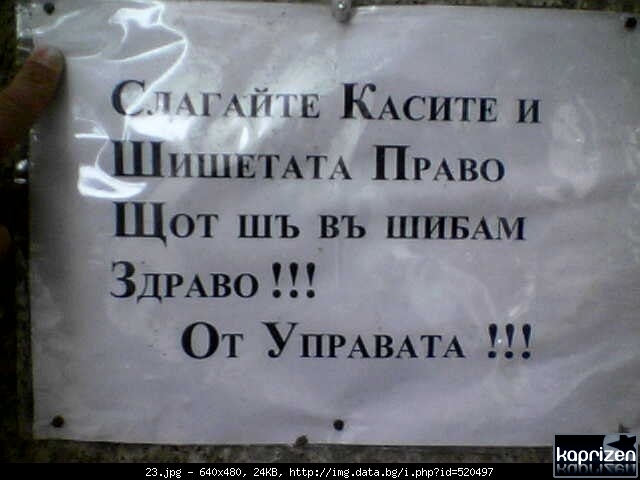 Слагайте Касите и
Шишетата Право
Щот шъ въ шибам
Здраво !!!
От Управата !!!
kaprizen
23.jpg - 640x480, 24KB, http://img.data.bg/i.php?id=520497